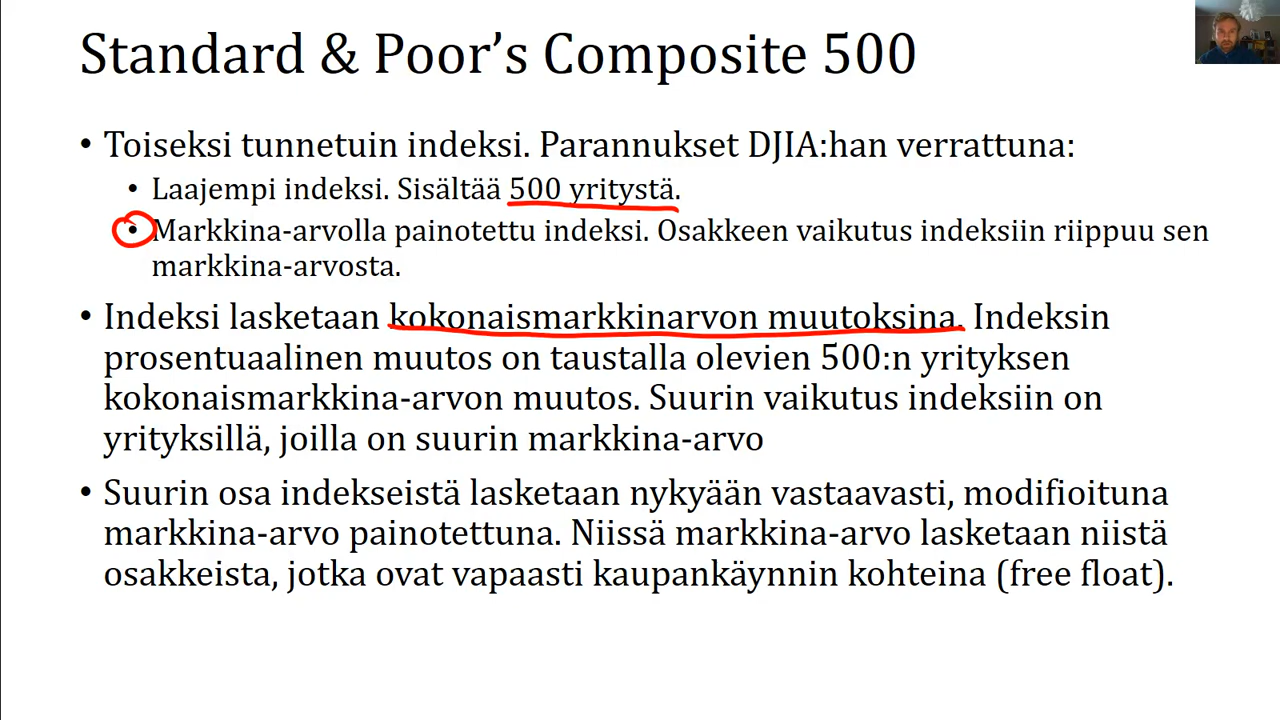 Standard & Poor’s Composite 500
• Toiseksi tunnetuin indeksi. Parannukset DJIA:han verrattuna:
• Laajempi indeksi. Sisältää 500 yritystä.
• Markkina-arvolla painotettu indeksi. Osakkeen vaikutus indeksiin riippuu sen
markkina-arvosta.
• Indeksi lasketaan kokonaismarkkinarvon muutoksina. Indeksin
prosentuaalinen muutos on taustalla olevien 500:n yrityksen
kokonaismarkkina-arvon muutos. Suurin vaikutus indeksiin on
yrityksillä, joilla on suurin markkina-arvo
• Suurin osa indekseistä lasketaan nykyään vastaavasti, modifioituna
markkina-arvo painotettuna. Niissä markkina-arvo lasketaan niistä
osakkeista, jotka ovat vapaasti kaupankäynnin kohteina (free float).